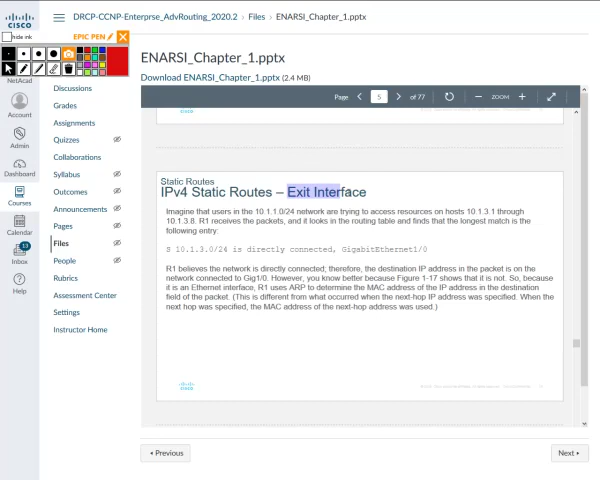 CISCO
DRCP-CCNP-Enterprse_AdvRouting_2020.2 › Files › ENARSI_Chapter_1.pptx
hide ink
EPIC PEN
NetAcad
Account
Admin
Dashboard
Courses
Calendar
13
Inbox
Help
Discussions
Grades
Assignments
Quizzes
Collaborations
Syllabus
Outcomes
Announcements
Pages
Files
People
Rubrics
Assessment Center
Settings
Instructor Home
ENARSI_Chapter_1.pptx
Download ENARSI_Chapter_1.pptx (2.4 MB)
Page 5 of 77 ZOOM
CISCO
Static Routes
IPv4 Static Routes – Exit Interface
Imagine that users in the 10.1.1.0/24 network are trying to access resources on hosts 10.1.3.1 through
10.1.3.8. R1 receives the packets, and it looks in the routing table and finds that the longest match is the
following entry:
S 10.1.3.0/24 is directly connected, GigabitEthernet1/0
R1 believes the network is directly connected; therefore, the destination IP address in the packet is on the
network connected to Gig1/0. However, you know better because Figure 1-17 shows that it is not. So, because
it is an Ethernet interface, R1 uses ARP to determine the MAC address of the IP address in the destination
field of the packet. (This is different from what occurred when the next-hop IP address was specified. When the
next hop was specified, the MAC address of the next-hop address was used.)
CISCO
Previous
Next